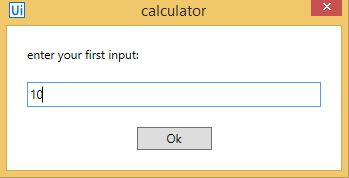 Ui calculator
enter your first input:
10
Ok